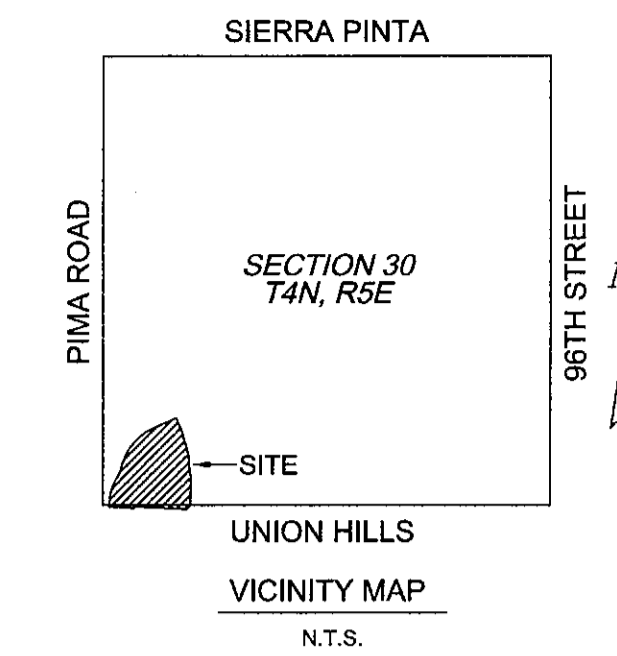 SIERRA PINTA
PIMA ROAD
SECTION 30
T4N, R5E
96TH STREET
SITE
UNION HILLS
VICINITY MAP
N.T.S.